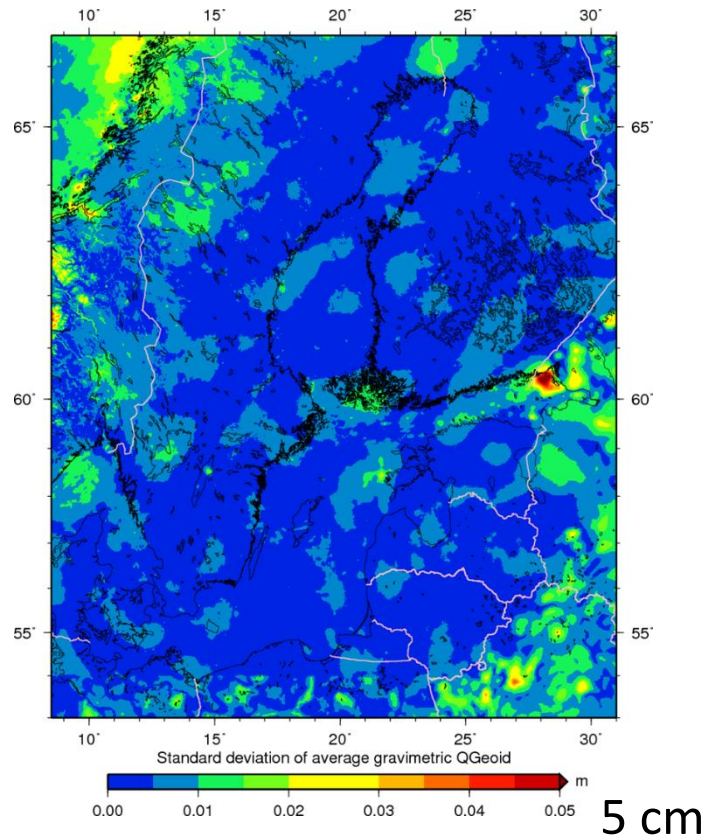 10° 15° 20° 25° 30°
65° 65°
60° 60°
55° 55°
10° 15° 20° 25° 30°
Standard deviation of average gravimetric QGeoid
m
0.00 0.01 0.02 0.03 0.04 0.05
5 cm